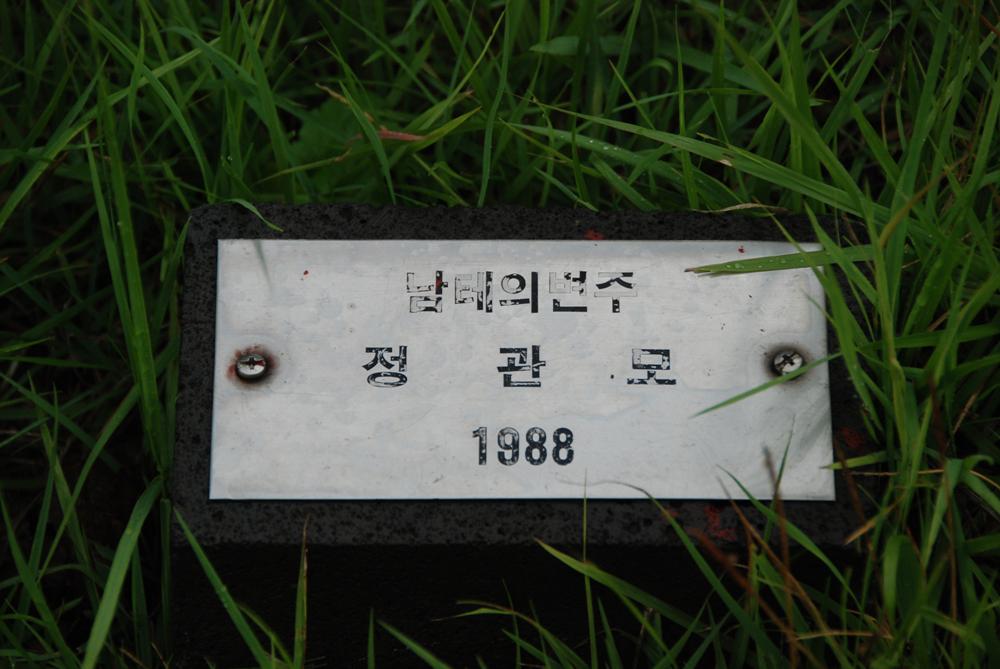 남태의변주
정 관 모
1988